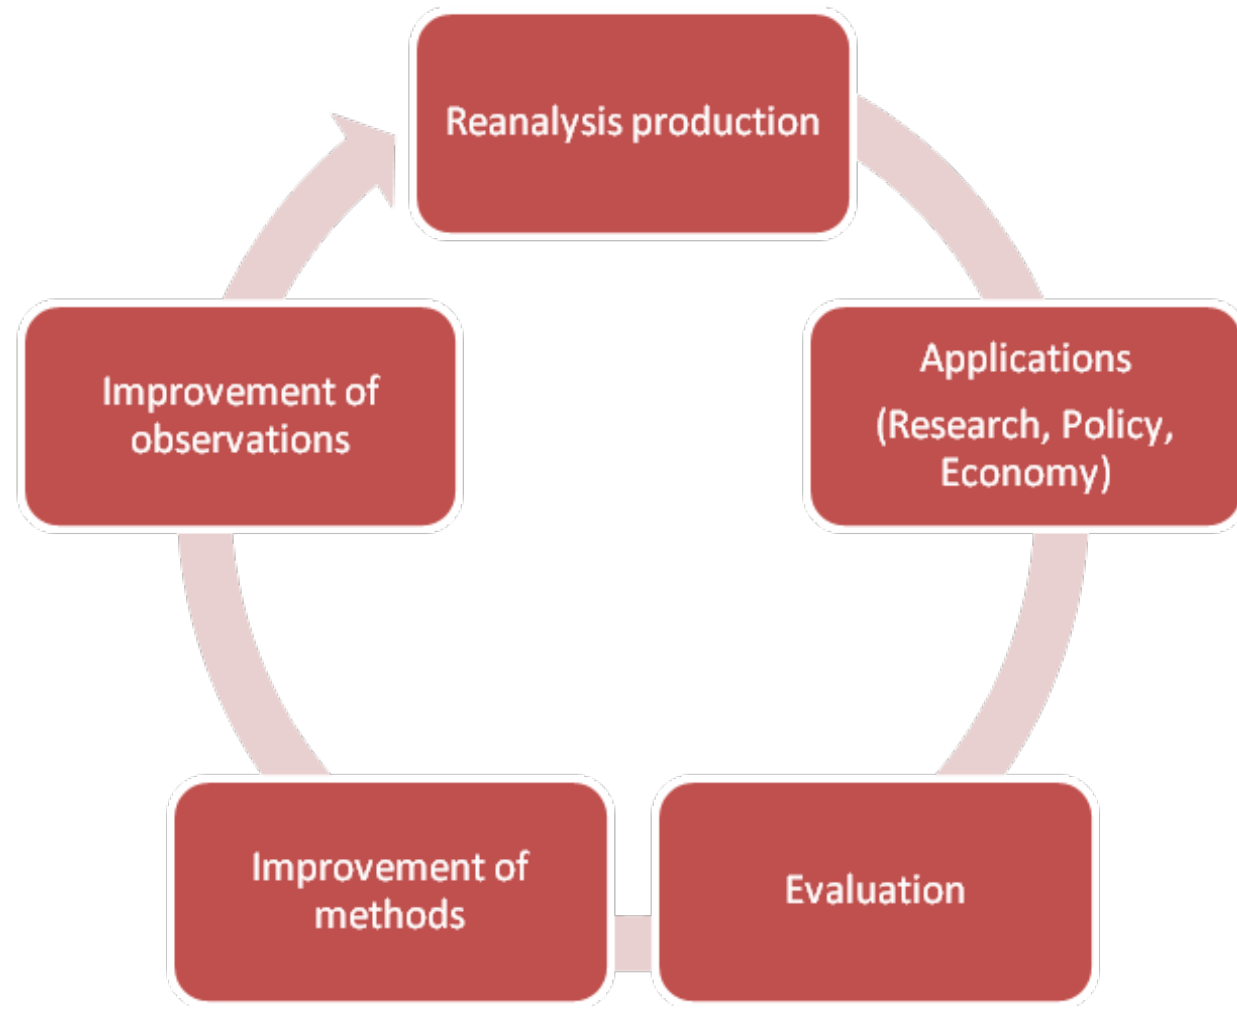 Reanalysis production
Applications
(Research, Policy,
Economy)
Evaluation
Improvement of
methods
Improvement of
observations